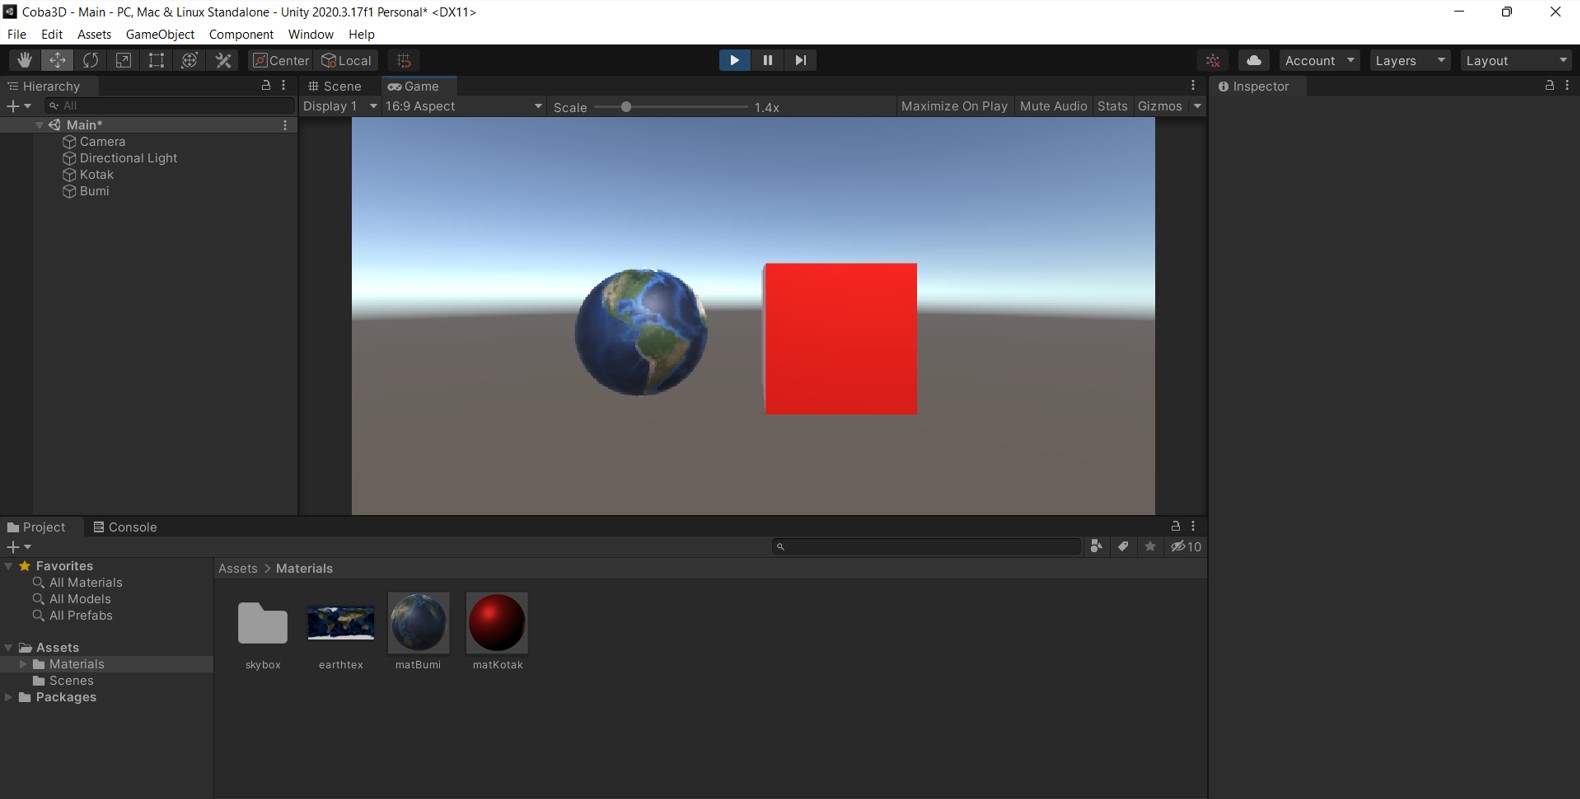 Coba3D - Main - PC, Mac & Linux Standalone - Unity 2020.3.17f1 Personal* <DX11>
File Edit Assets GameObject Component Window Help
Center Local Account Layers Layout
Hierarchy Scene Game Inspector
All Display 1 16:9 Aspect Scale 1.4x Maximize On Play Mute Audio Stats Gizmos
Main*
Camera
Directional Light
Kotak
Bumi
Project Console
10
Favorites Assets > Materials
All Materials
All Models
All Prefabs
Assets
Materials skybox earthtex matBumi matKotak
Scenes
Packages